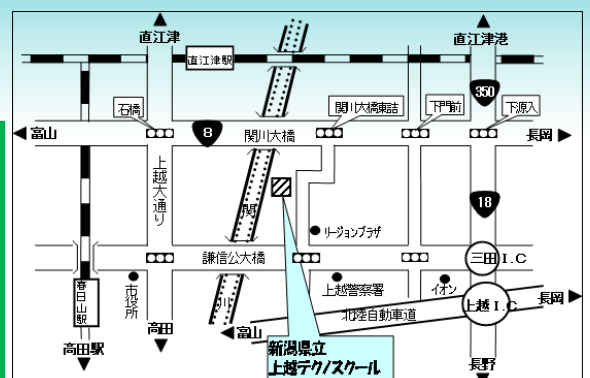 直江津
直江津港
直江津駅
350
石橋
関川大橋東詰
下門前
下源入
富山
8
関川大橋
長岡
上越大通り
関
18
リージョンプラザ
謙信公大橋
三田I.C
春日山駅
市役所
川
上越警察署
イオン
上越I.C
長岡
高田
富山
北陸自動車道
高田駅
新潟県立
上越テクノスクール
長野